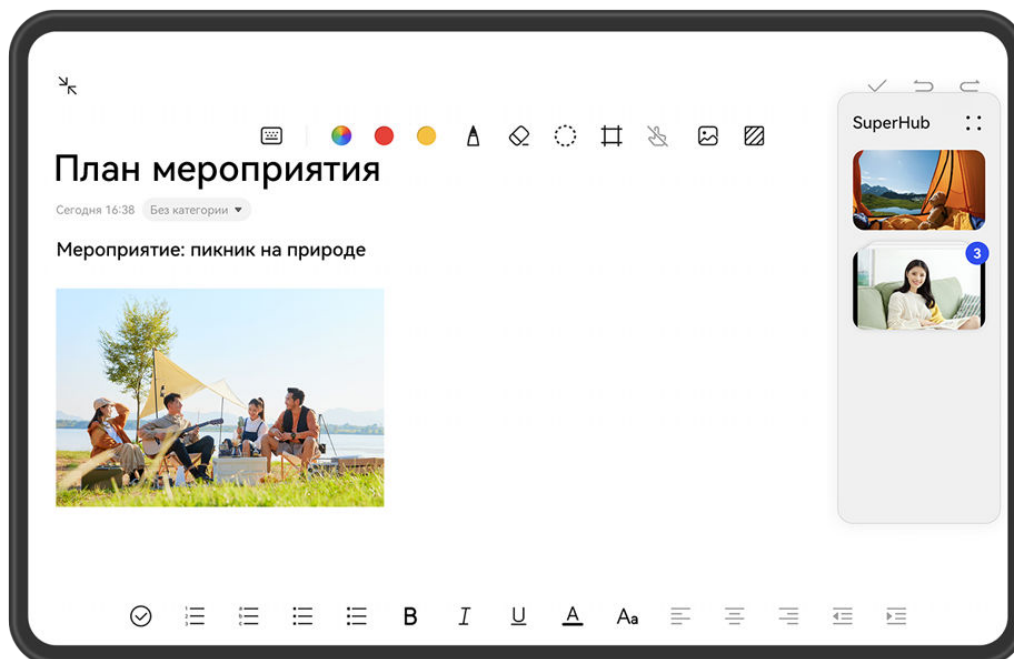 План мероприятия
Сегодня 16:38 Без категории
Мероприятие: пикник на природе
SuperHub
3
B I U A Aa